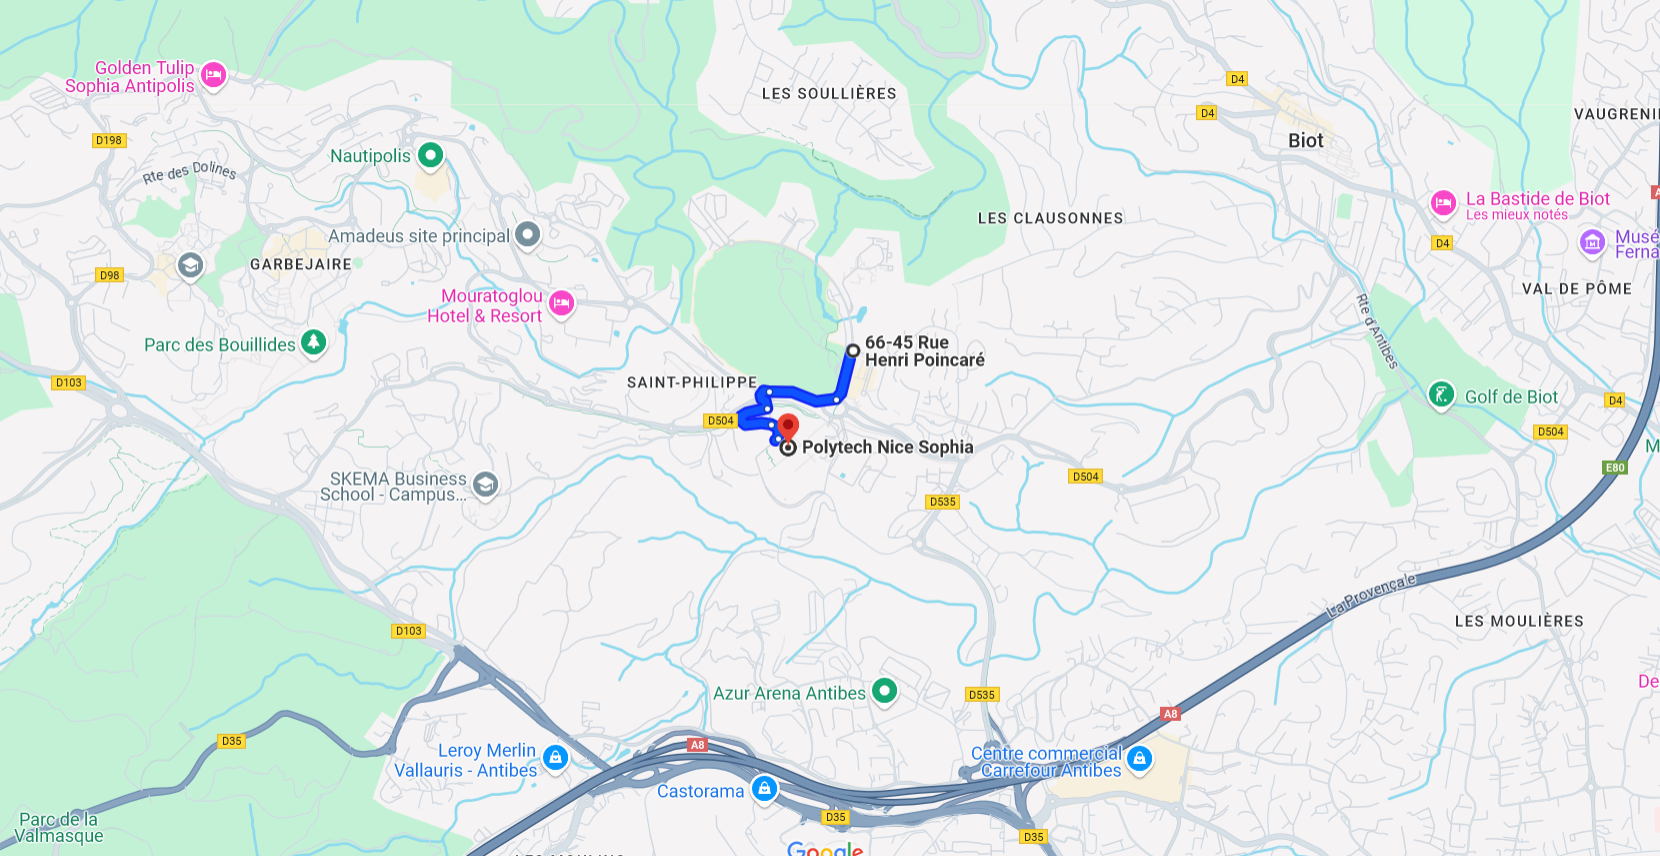 Golden Tulip
Sophia Antipolis
LES SOULLIÈRES
D4
D4
Biot
VAUGRENI
D198
Nautipolis
Rte des Dolines
La Bastide de Biot
Les mieux notés
A
LES CLAUSONNES
Amadeus site principal
GARBEJAIRE
D4
Musé
Ferna
D98
VAL DE PÔME
Mouratoglou
Hotel & Resort
Rte d'Antibes
Parc des Bouillides
66-45 Rue
Henri Poincaré
D103
SAINT-PHILIPPE
Golf de Biot
D4
D504
D504
Polytech Nice Sophia
M
E80
SKEMA Business
School - Campus...
D504
D535
La Provençale
D103
LES MOULIÈRES
Azur Arena Antibes
D535
De
A8
D35
A8
Leroy Merlin
Vallauris - Antibes
Centre commercial
Carrefour Antibes
Castorama
Parc de la
Valmasque
D35
D35
Google